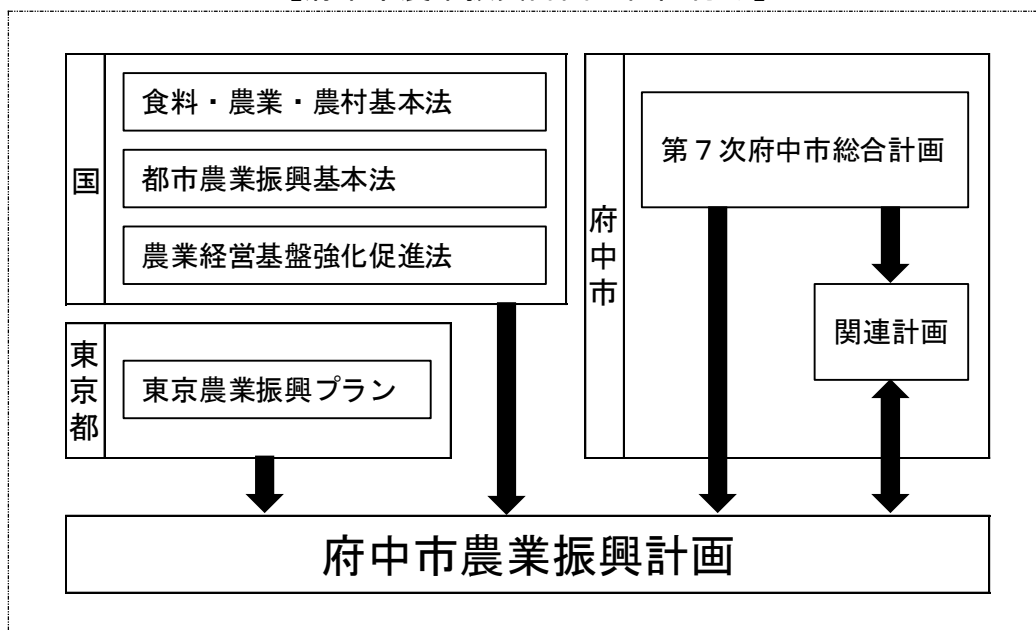 国
食料・農業・農村基本法
都市農業振興基本法
農業経営基盤強化促進法
東京都
東京農業振興プラン
府中市
第７次府中市総合計画
関連計画
府中市農業振興計画